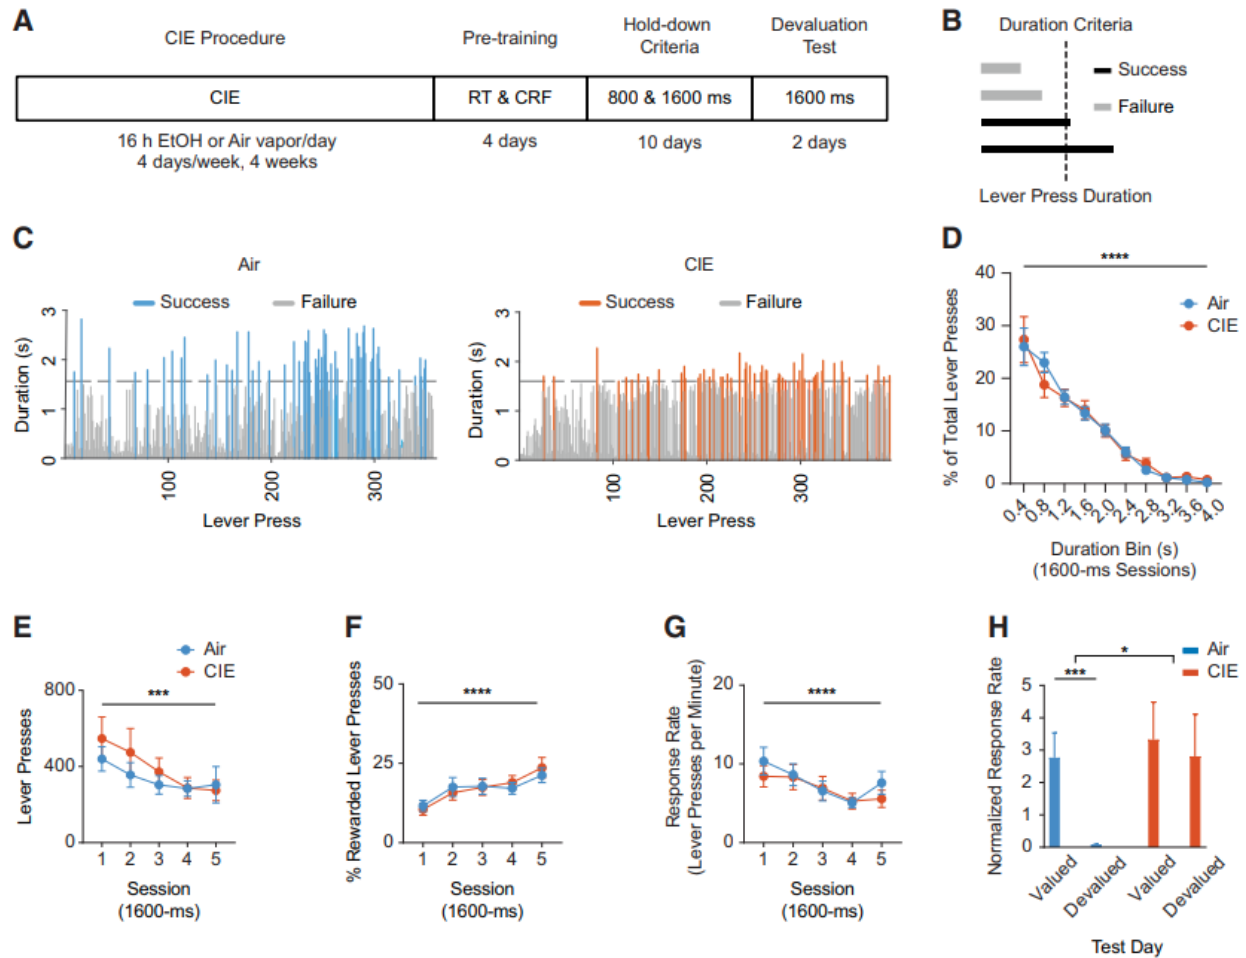 A
CIE Procedure
Pre-training
Hold-down
Criteria
Devaluation
Test
CIE
RT & CRF
800 & 1600 ms
1600 ms
16 h EtOH or Air vapor/day
4 days/week, 4 weeks
4 days
10 days
2 days
B
Duration Criteria
Success
Failure
Lever Press Duration
C
Air
Success
Failure
Duration (s)
3
2
1
0
100
200
300
Lever Press
CIE
Success
Failure
Duration (s)
3
2
1
0
100
200
300
Lever Press
D
****
Air
CIE
% of Total Lever Presses
40
30
20
10
0
0.4
0.8
1.2
1.6
2.0
2.4
2.8
3.2
3.6
4.0
Duration Bin (s)
(1600-ms Sessions)
E
Air
CIE
***
Lever Presses
800
400
0
1 2 3 4 5
Session
(1600-ms)
F
****
% Rewarded Lever Presses
50
25
0
1 2 3 4 5
Session
(1600-ms)
G
****
Response Rate
(Lever Presses per Minute)
20
10
0
1 2 3 4 5
Session
(1600-ms)
H
Air
CIE
*
***
Normalized Response Rate
5
4
3
2
1
0
Valued
Devalued
Valued
Devalued
Test Day